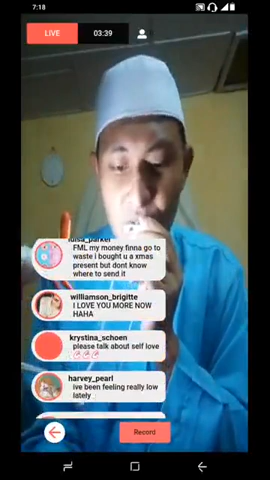 7:18
LIVE
03:39
luisa_parker
FML my money finna go to
waste i bought u a xmas
present but dont know
where to send it
williamson_brigitte
I LOVE YOU MORE NOW
HAHA
krystina_schoen
please talk about self love
harvey_pearl
ive been feeling really low
lately
Record